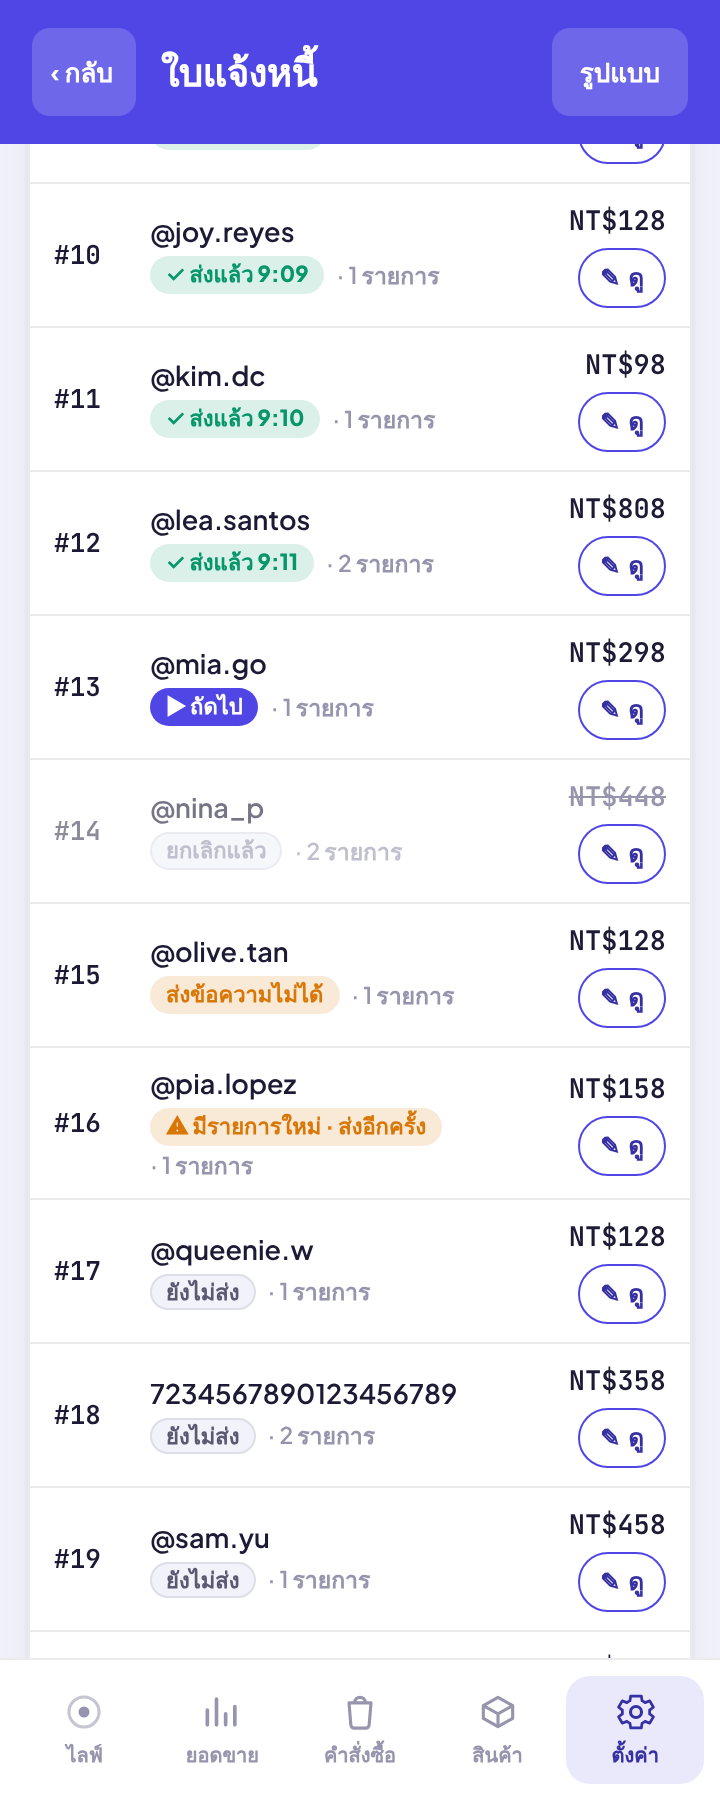 ‹ กลับ
ใบแจ้งหนี้
รูปแบบ
#10
@joy.reyes
✓ ส่งแล้ว 9:09 · 1 รายการ
NT$128
✎ ดู
#11
@kim.dc
✓ ส่งแล้ว 9:10 · 1 รายการ
NT$98
✎ ดู
#12
@lea.santos
✓ ส่งแล้ว 9:11 · 2 รายการ
NT$808
✎ ดู
#13
@mia.go
▶ ถัดไป · 1 รายการ
NT$298
✎ ดู
#14
@nina_p
ยกเลิกแล้ว · 2 รายการ
NT$448
✎ ดู
#15
@olive.tan
ส่งข้อความไม่ได้ · 1 รายการ
NT$128
✎ ดู
#16
@pia.lopez
⚠ มีรายการใหม่ · ส่งอีกครั้ง
· 1 รายการ
NT$158
✎ ดู
#17
@queenie.w
ยังไม่ส่ง · 1 รายการ
NT$128
✎ ดู
#18
7234567890123456789
ยังไม่ส่ง · 2 รายการ
NT$358
✎ ดู
#19
@sam.yu
ยังไม่ส่ง · 1 รายการ
NT$458
✎ ดู
ไลฟ์
ยอดขาย
คำสั่งซื้อ
สินค้า
ตั้งค่า